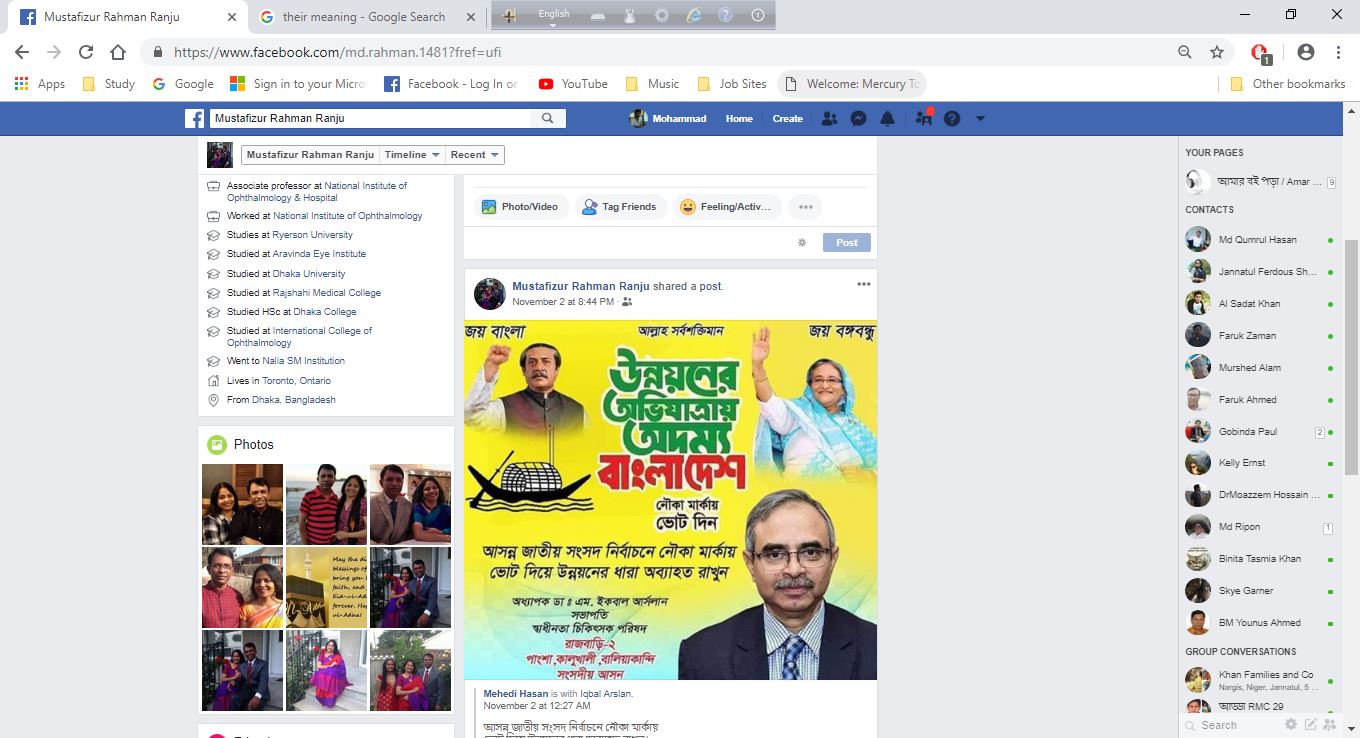 Mustafizur Rahman Ranju
their meaning - Google Search
English
https://www.facebook.com/md.rahman.1481?fref=ufi
1
Apps
Study
Google
Sign in to your Micro
Facebook - Log In or
YouTube
Music
Job Sites
Welcome: Mercury To
Other bookmarks
Mustafizur Rahman Ranju
Mohammad
Home
Create
Mustafizur Rahman Ranju
Timeline
Recent
Associate professor at National Institute of
Ophthalmology & Hospital
Worked at National Institute of Ophthalmology
Studies at Ryerson University
Studied at Aravinda Eye Institute
Studied at Dhaka University
Studied at Rajshahi Medical College
Studied HSc at Dhaka College
Studied at International College of
Ophthalmology
Went to Nalia SM Institution
Lives in Toronto, Ontario
From Dhaka, Bangladesh
Photos
May the di
blessings of
bring you
faith, and
Eid-ul-Ad
forever. Ha
ul-Adha!
Photo/Video
Tag Friends
Feeling/Activ...
Post
Mustafizur Rahman Ranju shared a post.
November 2 at 8:44 PM
জয় বাংলা
আল্লাহ সর্বশক্তিমান
জয় বঙ্গবন্ধু
উন্নয়নের
অভিযাত্রায়
অদম্য
বাংলাদেশ
নৌকা মার্কায়
ভোট দিন
আসন্ন জাতীয় সংসদ নির্বাচনে নৌকা মার্কায়
ভোট দিয়ে উন্নয়নের ধারা অব্যাহত রাখুন
অধ্যাপক ডাঃ এম. ইকবাল আর্সলান
সভাপতি
স্বাধীনতা চিকিৎসক পরিষদ
রাজবাড়ি-২
পাংশা,কালুখালী,বালিয়াকান্দি
সংসদীয় আসন
Mehedi Hasan is with Iqbal Arslan.
November 2 at 12:27 AM
আসন্ন জাতীয় সংসদ নির্বাচনে নৌকা মার্কায়
YOUR PAGES
আমার বই পড়া / Amar ...
9
CONTACTS
Md Qumrul Hasan
Jannatul Ferdous Sh...
Al Sadat Khan
Faruk Zaman
Murshed Alam
Faruk Ahmed
Gobinda Paul
2
Kelly Ernst
DrMoazzem Hossain ...
Md Ripon
1
Binita Tasmia Khan
Skye Garner
BM Younus Ahmed
GROUP CONVERSATIONS
Khan Families and Co
Nargis, Niger, Jannatul, 5 ...
আড্ডা RMC 29
Search